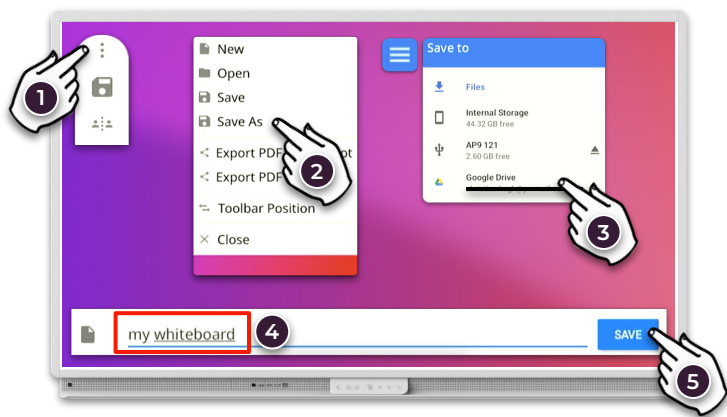 1
New
Open
Save
Save As
2
Export PDF
ot
Export PDF
Toolbar Position
Close
Save to
Files
Internal Storage
44.32 GB free
AP9 121
2.60 GB free
Google Drive
3
my whiteboard
4
SAVE
5